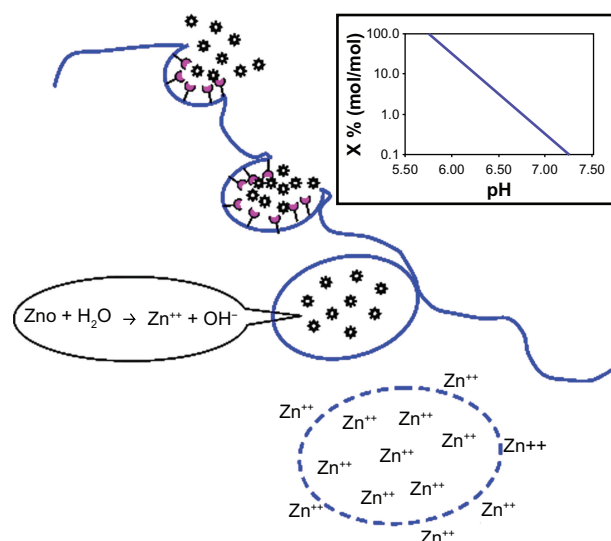 100.0
10.0
1.0
0.1
X % (mol/mol)
5.50 6.00 6.50 7.00 7.50
pH
Zno + H₂O → Zn⁺⁺ + OH⁻
Zn⁺⁺
Zn⁺⁺
Zn⁺⁺
Zn⁺⁺
Zn⁺⁺
Zn++
Zn⁺⁺
Zn⁺⁺
Zn⁺⁺
Zn⁺⁺
Zn⁺⁺
Zn⁺⁺
Zn⁺⁺